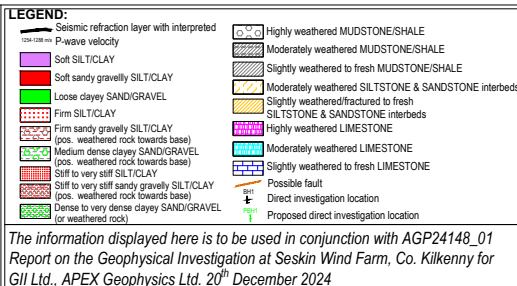 LEGEND:
Seismic refraction layer with interpreted
1254-1288 m/s P-wave velocity
Soft SILT/CLAY
Soft sandy gravellly SILT/CLAY
Loose clayey SAND/GRAVEL
Firm SILT/CLAY
Firm sandy gravelly SILT/CLAY
(pos. weathered rock towards base)
Medium dense clayey SAND/GRAVEL
(pos. weathered rock towards base)
Stiff to very stiff SILT/CLAY
Stiff to very stiff sandy gravelly SILT/CLAY
(pos. weathered rock towards base)
Dense to very dense clayey SAND/GRAVEL
(or weathered rock)
Highly weathered MUDSTONE/SHALE
Moderately weathered MUDSTONE/SHALE
Slightly weathered to fresh MUDSTONE/SHALE
Moderately weathered SILTSTONE & SANDSTONE interbeds
Slightly weathered/fractured to fresh
SILTSTONE & SANDSTONE interbeds
Highly weathered LIMESTONE
Moderately weathered LIMESTONE
Slightly weathered to fresh LIMESTONE
Possible fault
BH1 Direct investigation location
PBH1 Proposed direct investigation location
The information displayed here is to be used in conjunction with AGP24148_01
Report on the Geophysical Investigation at Seskin Wind Farm, Co. Kilkenny for
GII Ltd., APEX Geophysics Ltd. 20th December 2024